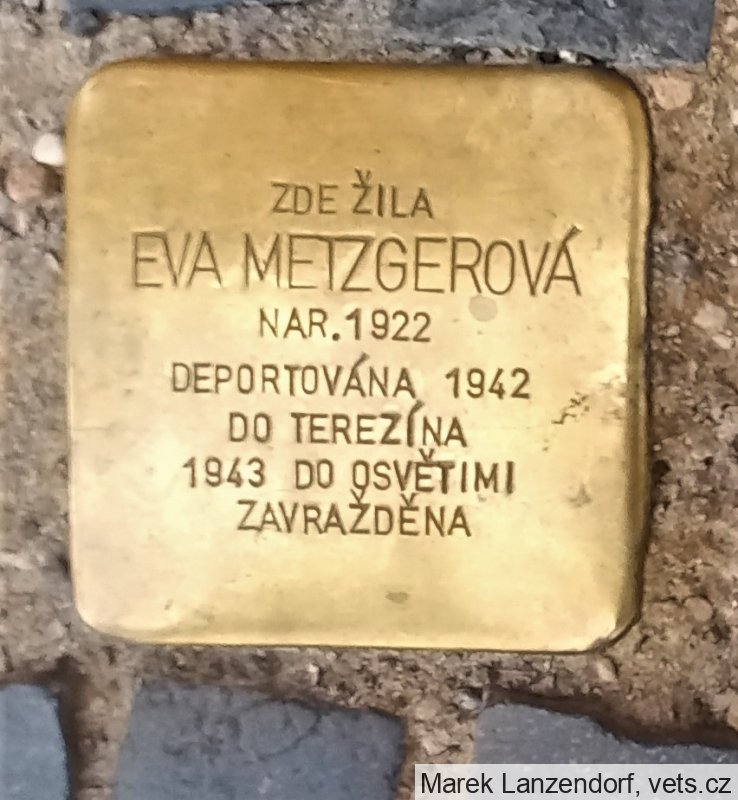 ZDE ŽILA
EVA METZGEROVÁ
NAR.1922
DEPORTOVÁNA 1942
DO TEREZÍNA
1943 DO OSVĚTIMI
ZAVRAŽDĚNA
Marek Lanzendorf, vets.cz